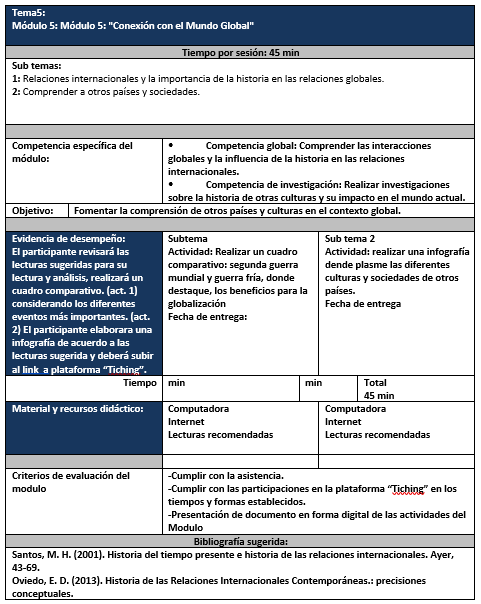 Tema5:
Módulo 5: Módulo 5: "Conexión con el Mundo Global"
Tiempo por sesión: 45 min
Sub temas:
1: Relaciones internacionales y la importancia de la historia en las relaciones globales.
2: Comprender a otros países y sociedades.
Competencia específica del
módulo:
• Competencia global: Comprender las interacciones
globales y la influencia de la historia en las relaciones
internacionales.
• Competencia de investigación: Realizar investigaciones
sobre la historia de otras culturas y su impacto en el mundo actual.
Objetivo: Fomentar la comprensión de otros países y culturas en el contexto global.
Evidencia de desempeño:
El participante revisará las
lecturas sugeridas para su
lectura y análisis, realizará un
cuadro comparativo. (act. 1)
considerando los diferentes
eventos más importantes. (act.
2) El participante elaborara una
infografía de acuerdo a las
lecturas sugerida y deberá subir
al link a plataforma “Tiching”.
Subtema
Actividad: Realizar un cuadro
comparativo: segunda guerra
mundial y guerra fría, donde
destaque, los beneficios para la
globalización
Fecha de entrega:
Sub tema 2
Actividad: realizar una infografía
dende plasme las diferentes
culturas y sociedades de otros
países.
Fecha de entrega
Tiempo min min Total
45 min
Material y recursos didáctico:
Computadora
Internet
Lecturas recomendadas
Computadora
Internet
Lecturas recomendadas
Criterios de evaluación del
modulo
-Cumplir con la asistencia.
-Cumplir con las participaciones en la plataforma “Tiching” en los
tiempos y formas establecidos.
-Presentación de documento en forma digital de las actividades del
Modulo
Bibliografía sugerida:
Santos, M. H. (2001). Historia del tiempo presente e historia de las relaciones internacionales. Ayer,
43-69.
Oviedo, E. D. (2013). Historia de las Relaciones Internacionales Contemporáneas.: precisiones
conceptuales.